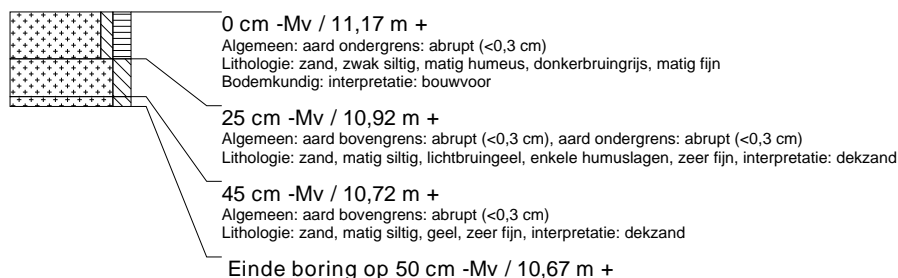 0 cm -Mv / 11,17 m +
Algemeen: aard ondergrens: abrupt (<0,3 cm)
Lithologie: zand, zwak siltig, matig humeus, donkerbruingrijs, matig fijn
Bodemkundig: interpretatie: bouwvoor
25 cm -Mv / 10,92 m +
Algemeen: aard bovengrens: abrupt (<0,3 cm), aard ondergrens: abrupt (<0,3 cm)
Lithologie: zand, matig siltig, lichtbruingeel, enkele humuslagen, zeer fijn, interpretatie: dekzand
45 cm -Mv / 10,72 m +
Algemeen: aard bovengrens: abrupt (<0,3 cm)
Lithologie: zand, matig siltig, geel, zeer fijn, interpretatie: dekzand
Einde boring op 50 cm -Mv / 10,67 m +